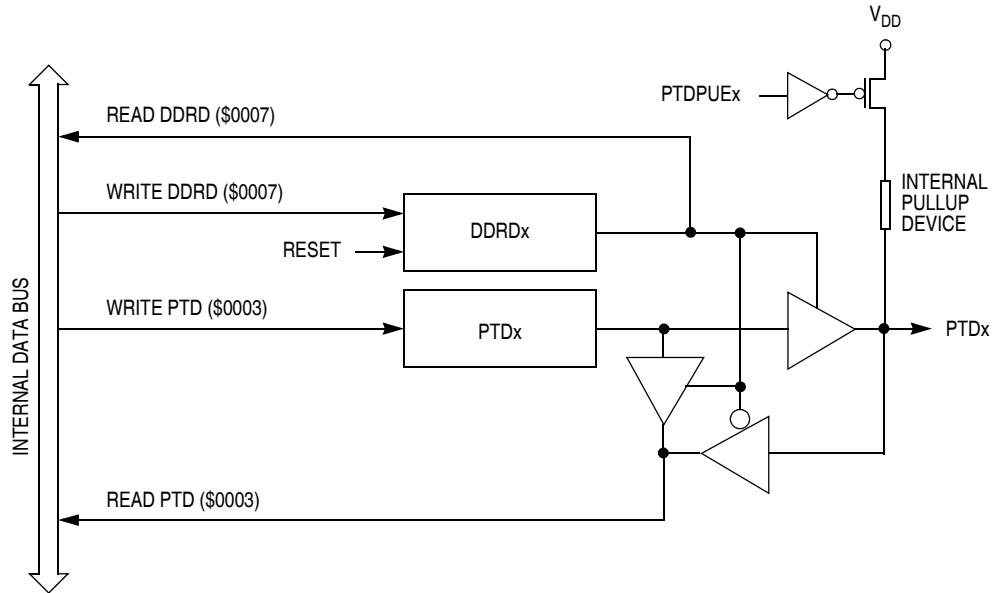 V_DD
PTDPUEx
READ DDRD ($0007)
WRITE DDRD ($0007)
INTERNAL
PULLUP
DEVICE
DDRDx
RESET
WRITE PTD ($0003)
PTDx
PTDx
INTERNAL DATA BUS
READ PTD ($0003)